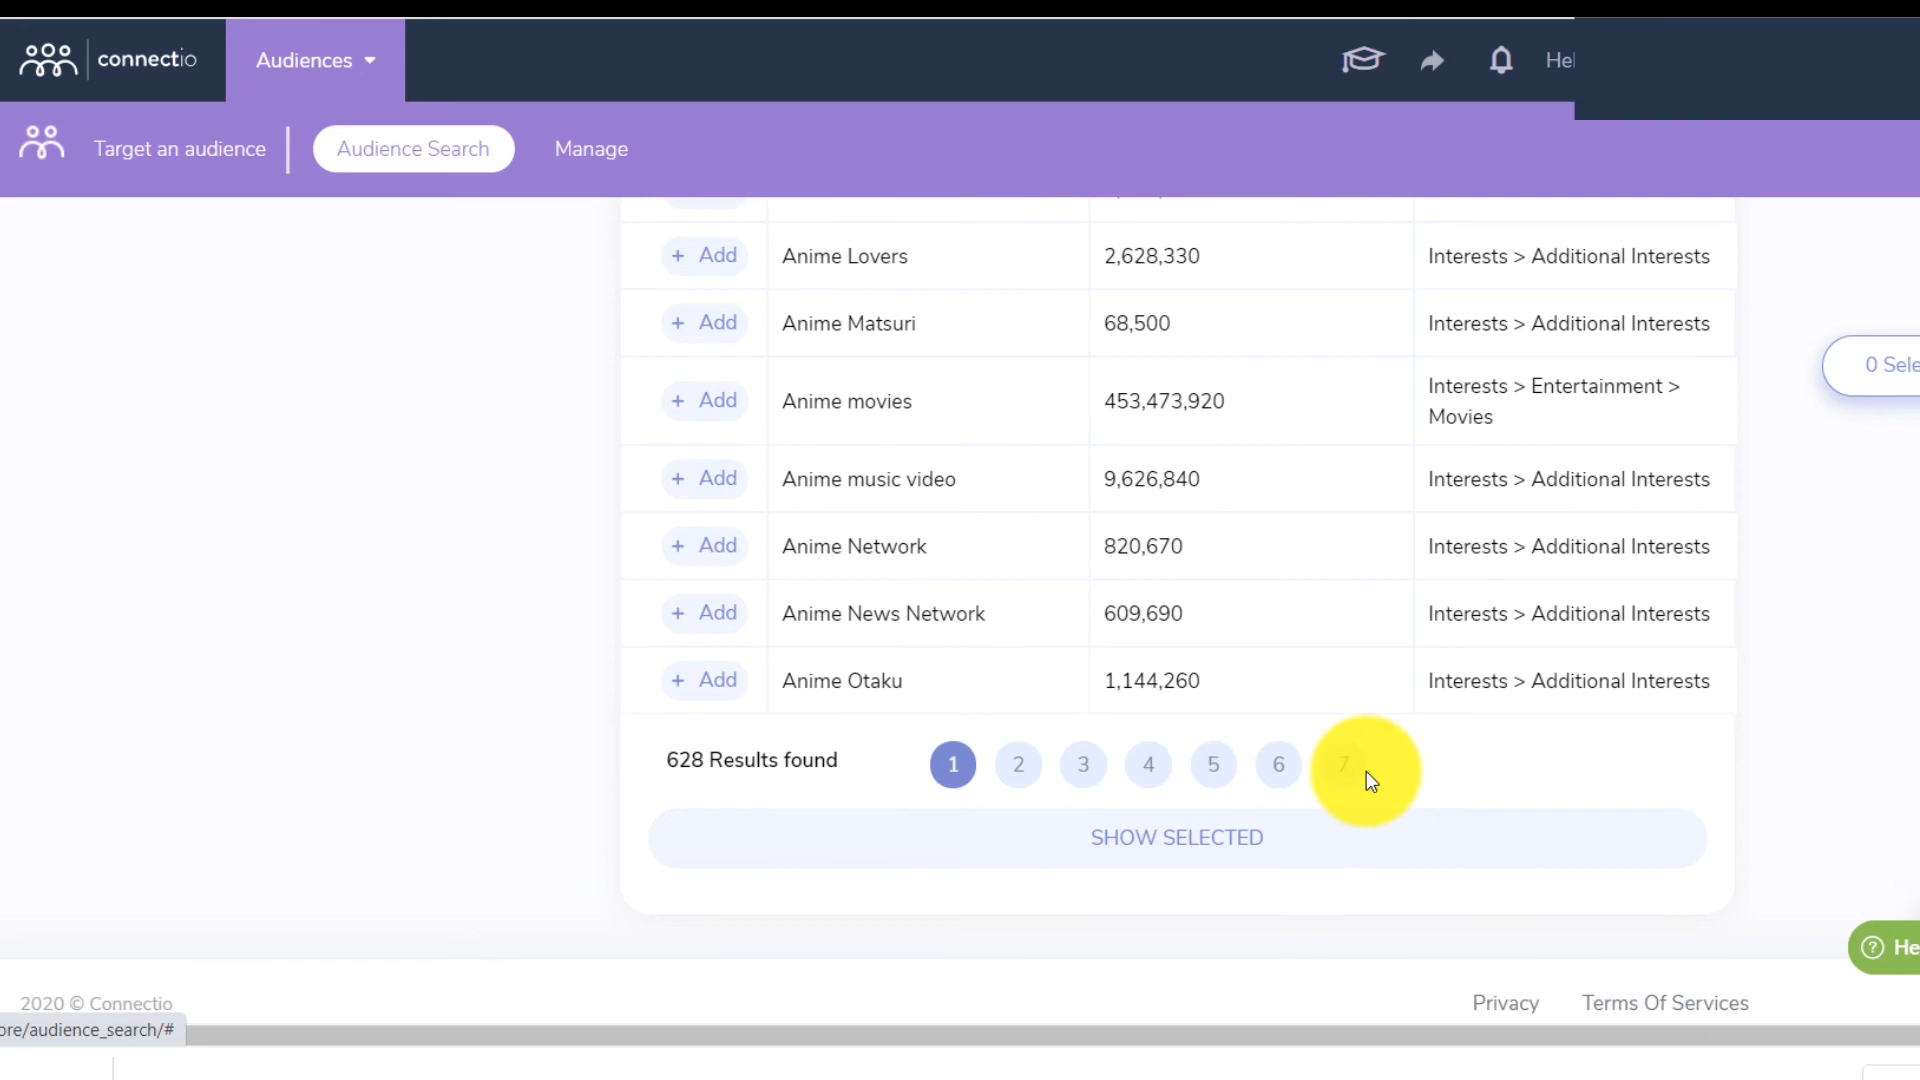 connectio
Audiences
Hel
Target an audience
Audience Search
Manage
+ Add Anime Lovers 2,628,330 Interests > Additional Interests
+ Add Anime Matsuri 68,500 Interests > Additional Interests
+ Add Anime movies 453,473,920 Interests > Entertainment >
Movies
+ Add Anime music video 9,626,840 Interests > Additional Interests
+ Add Anime Network 820,670 Interests > Additional Interests
+ Add Anime News Network 609,690 Interests > Additional Interests
+ Add Anime Otaku 1,144,260 Interests > Additional Interests
0 Sele
628 Results found 1 2 3 4 5 6 7
SHOW SELECTED
? He
2020 © Connectio
Privacy Terms Of Services
ore/audience_search/#